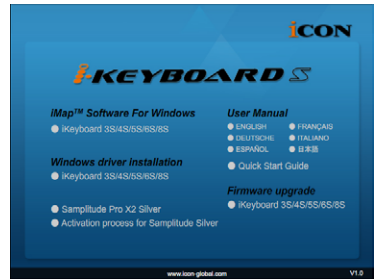 iCON
i-KEYBOARD S
iMap™ Software For Windows
iKeyboard 3S/4S/5S/6S/8S
Windows driver installation
iKeyboard 3S/4S/5S/6S/8S
Samplitude Pro X2 Silver
Activation process for Samplitude Silver
User Manual
ENGLISH FRANÇAIS
DEUTSCHE ITALIANO
ESPAÑOL 日本語
Quick Start Guide
Firmware upgrade
iKeyboard 3S/4S/5S/6S/8S
www.icon-global.com V1.0